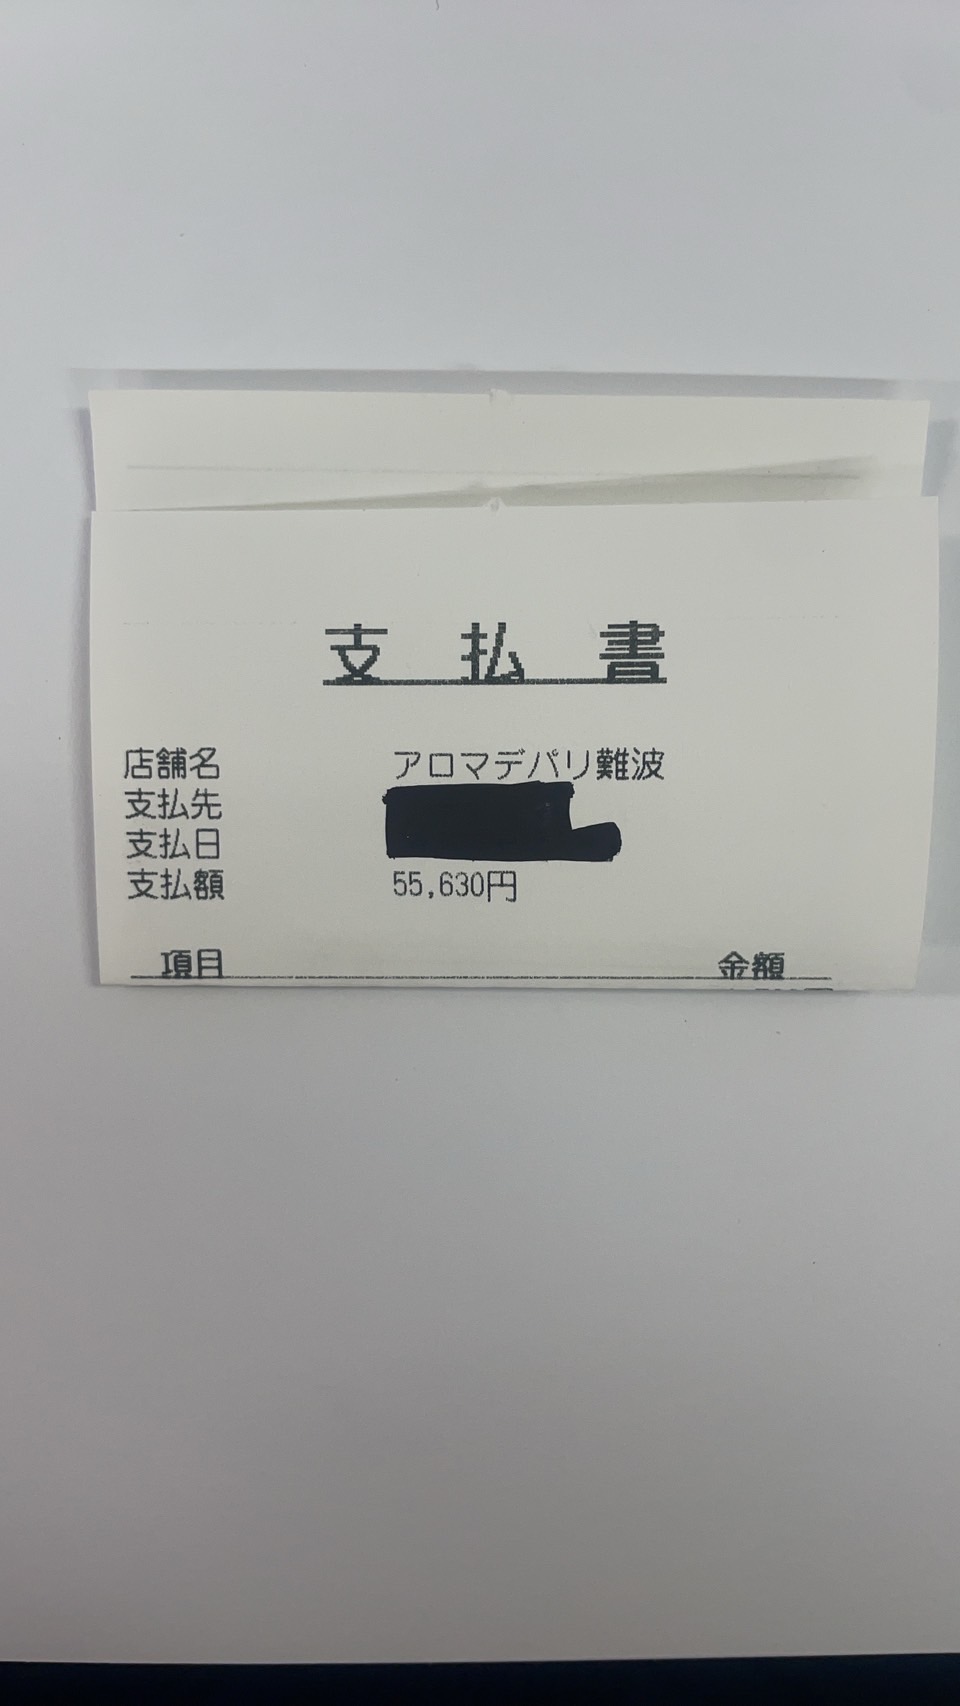 支払書
店舗名 アロマデパリ難波
支払先
支払日
支払額 55,630円
項目 金額